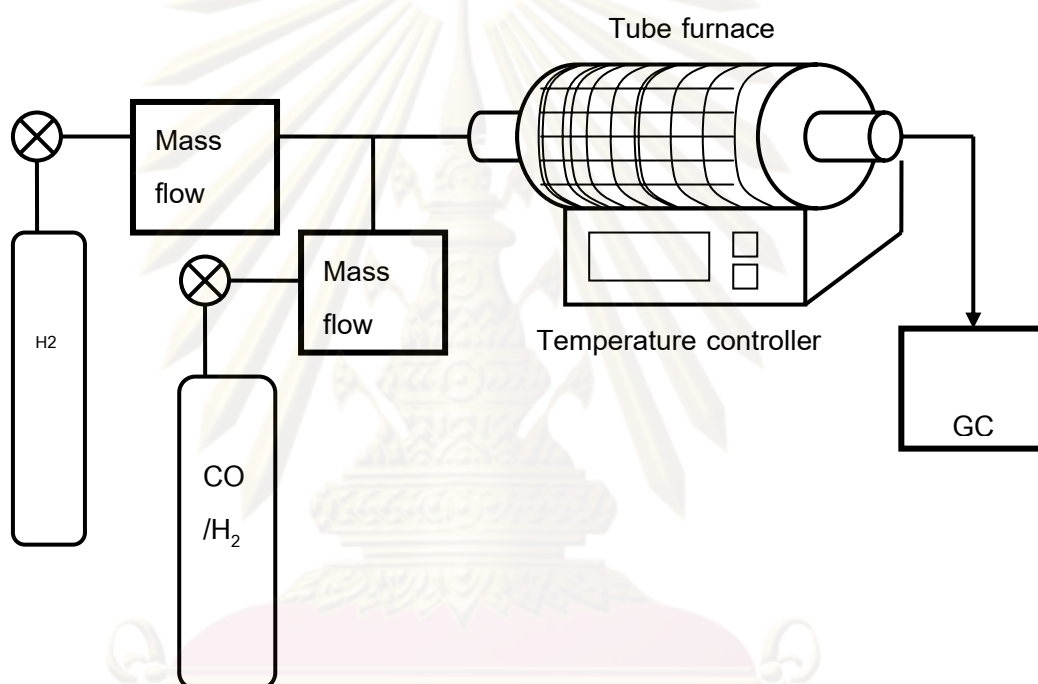 Tube furnace
Mass
flow
Mass
flow
H2
Temperature controller
GC
CO
/H₂